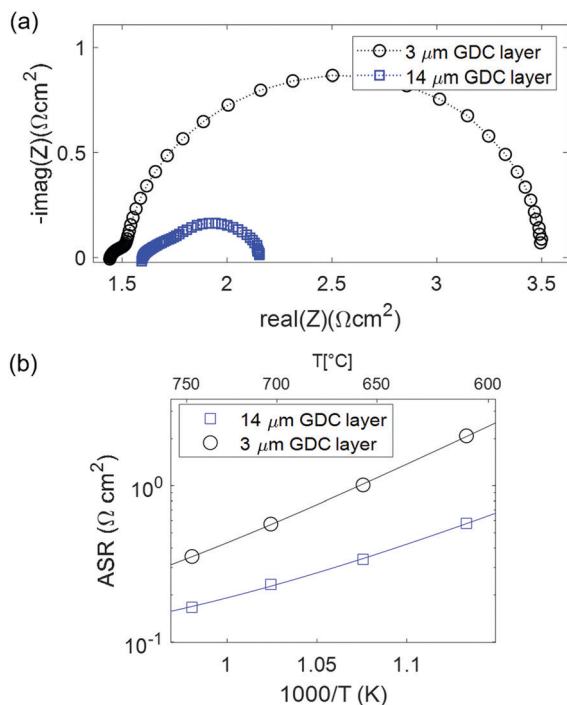 (a)
3 μm GDC layer
14 μm GDC layer
1
0.5
0
-imag(Z)(Ωcm²)
1.5 2 2.5 3 3.5
real(Z)(Ωcm²)
(b)
T[°C]
750 700 650 600
14 μm GDC layer
3 μm GDC layer
10⁰
10⁻¹
ASR (Ω cm²)
1 1.05 1.1
1000/T (K)